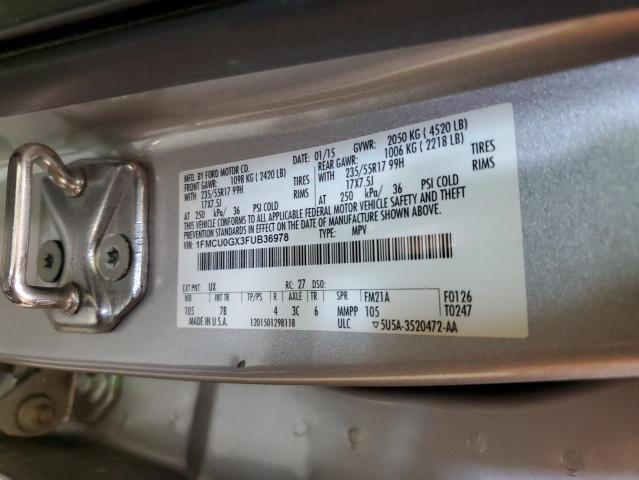 MFD. BY FORD MOTOR CO.
DATE: 01/15 GVWR: 2050 KG ( 4520 LB)
FRONT GAWR: 1098 KG ( 2420 LB) REAR GAWR: 1006 KG ( 2218 LB)
WITH 235/55R17 99H TIRES WITH 235/55R17 99H TIRES
17X7.5J RIMS 17X7.5J RIMS
AT 250 kPa/ 36 PSI COLD AT 250 kPa/ 36 PSI COLD
THIS VEHICLE CONFORMS TO ALL APPLICABLE FEDERAL MOTOR VEHICLE SAFETY AND THEFT
PREVENTION STANDARDS IN EFFECT ON THE DATE OF MANUFACTURE SHOWN ABOVE.
VIN: 1FMCU0GX3FUB36978 TYPE: MPV
EXT PNT: UX RC: 27 DSO:
BRK INT TR TP/PS R AXLE TR SPR FM21A F0126
105 7B 4 3C 6 MMPP 105 T0247
MADE IN U.S.A. 1201501298118 ULC 5U5A-3520472-AA